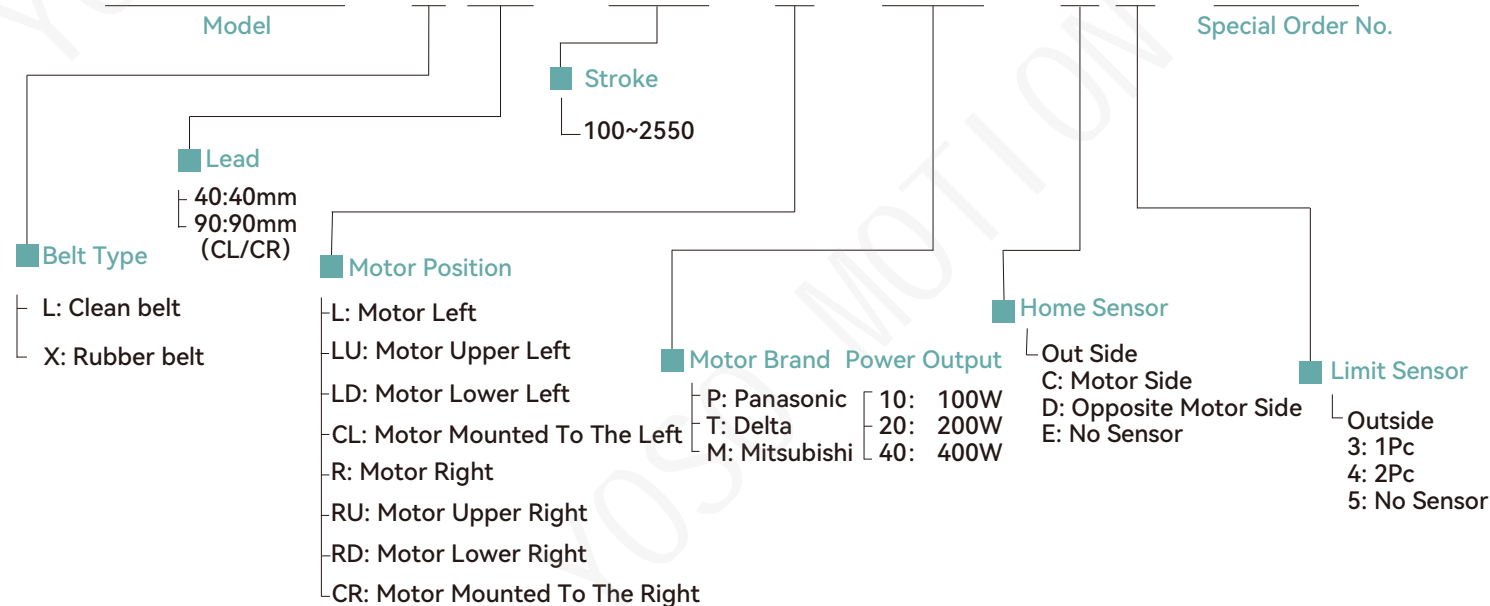 Model
Special Order No.
Stroke
100~2550
Lead
40:40mm
90:90mm
(CL/CR)
Belt Type
L: Clean belt
X: Rubber belt
Motor Position
L: Motor Left
LU: Motor Upper Left
LD: Motor Lower Left
CL: Motor Mounted To The Left
R: Motor Right
RU: Motor Upper Right
RD: Motor Lower Right
CR: Motor Mounted To The Right
Motor Brand Power Output
P: Panasonic 10: 100W
T: Delta 20: 200W
M: Mitsubishi 40: 400W
Home Sensor
Out Side
C: Motor Side
D: Opposite Motor Side
E: No Sensor
Limit Sensor
Outside
3: 1Pc
4: 2Pc
5: No Sensor
YOSO MOTION